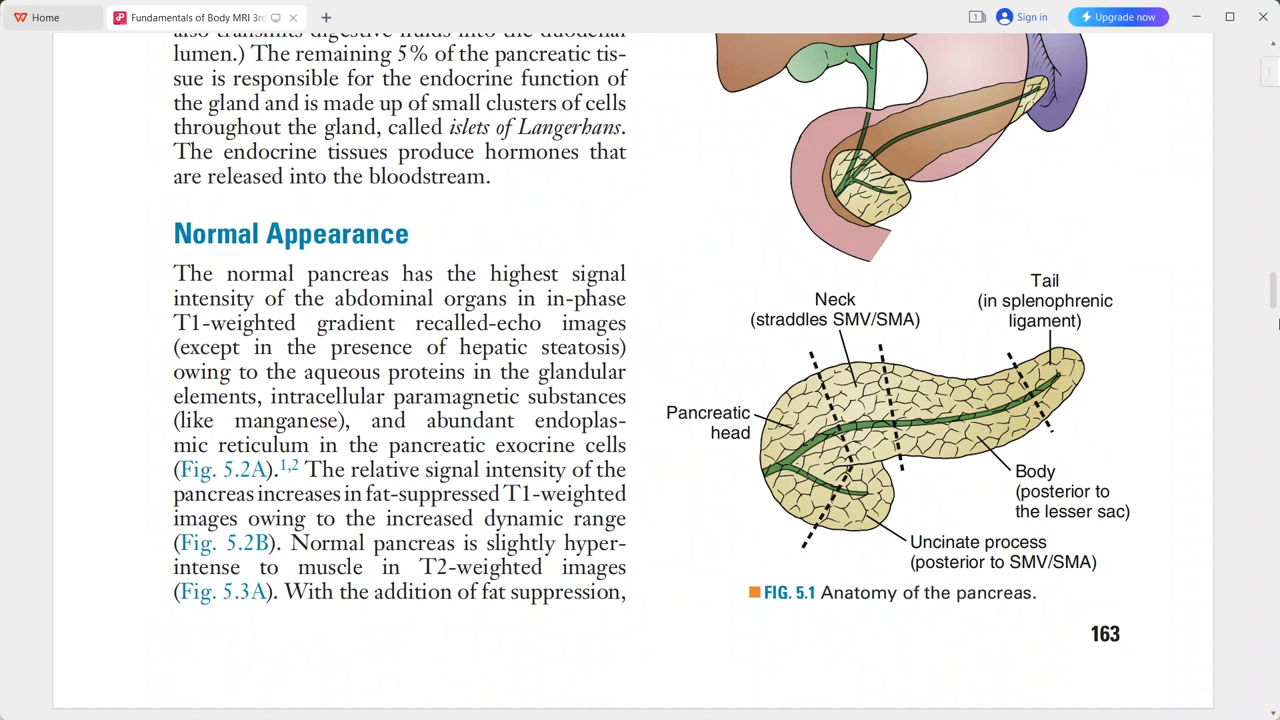 Home
Fundamentals of Body MRI 3rd
1
Sign in
Upgrade now
also transmits digestive fluids into the duodenal
lumen.) The remaining 5% of the pancreatic tis-
sue is responsible for the endocrine function of
the gland and is made up of small clusters of cells
throughout the gland, called islets of Langerhans.
The endocrine tissues produce hormones that
are released into the bloodstream.
Normal Appearance
The normal pancreas has the highest signal
intensity of the abdominal organs in in-phase
T1-weighted gradient recalled-echo images
(except in the presence of hepatic steatosis)
owing to the aqueous proteins in the glandular
elements, intracellular paramagnetic substances
(like manganese), and abundant endoplas-
mic reticulum in the pancreatic exocrine cells
(Fig. 5.2A).1,2 The relative signal intensity of the
pancreas increases in fat-suppressed T1-weighted
images owing to the increased dynamic range
(Fig. 5.2B). Normal pancreas is slightly hyper-
intense to muscle in T2-weighted images
(Fig. 5.3A). With the addition of fat suppression,
Neck
(straddles SMV/SMA)
Tail
(in splenophrenic
ligament)
Pancreatic
head
Body
(posterior to
the lesser sac)
Uncinate process
(posterior to SMV/SMA)
FIG. 5.1 Anatomy of the pancreas.
163